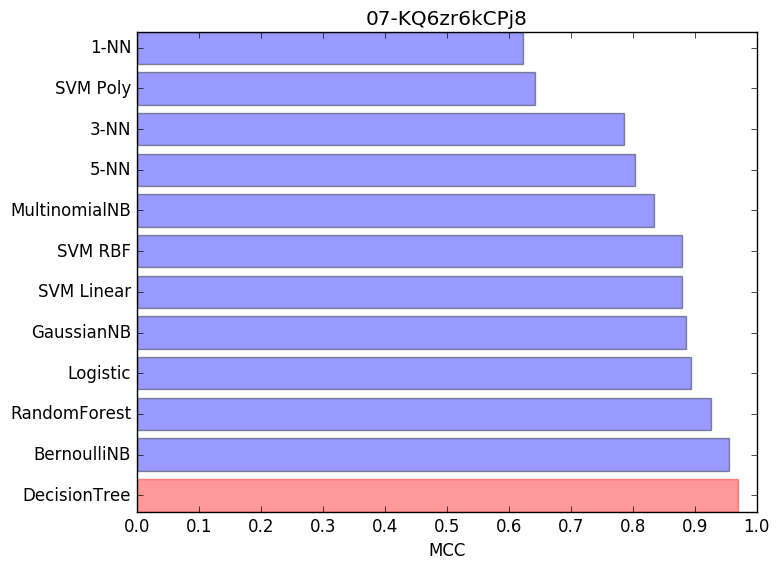 07-KQ6zr6kCPj8
1-NN
SVM Poly
3-NN
5-NN
MultinomialNB
SVM RBF
SVM Linear
GaussianNB
Logistic
RandomForest
BernoulliNB
DecisionTree
0.0 0.1 0.2 0.3 0.4 0.5 0.6 0.7 0.8 0.9 1.0
MCC